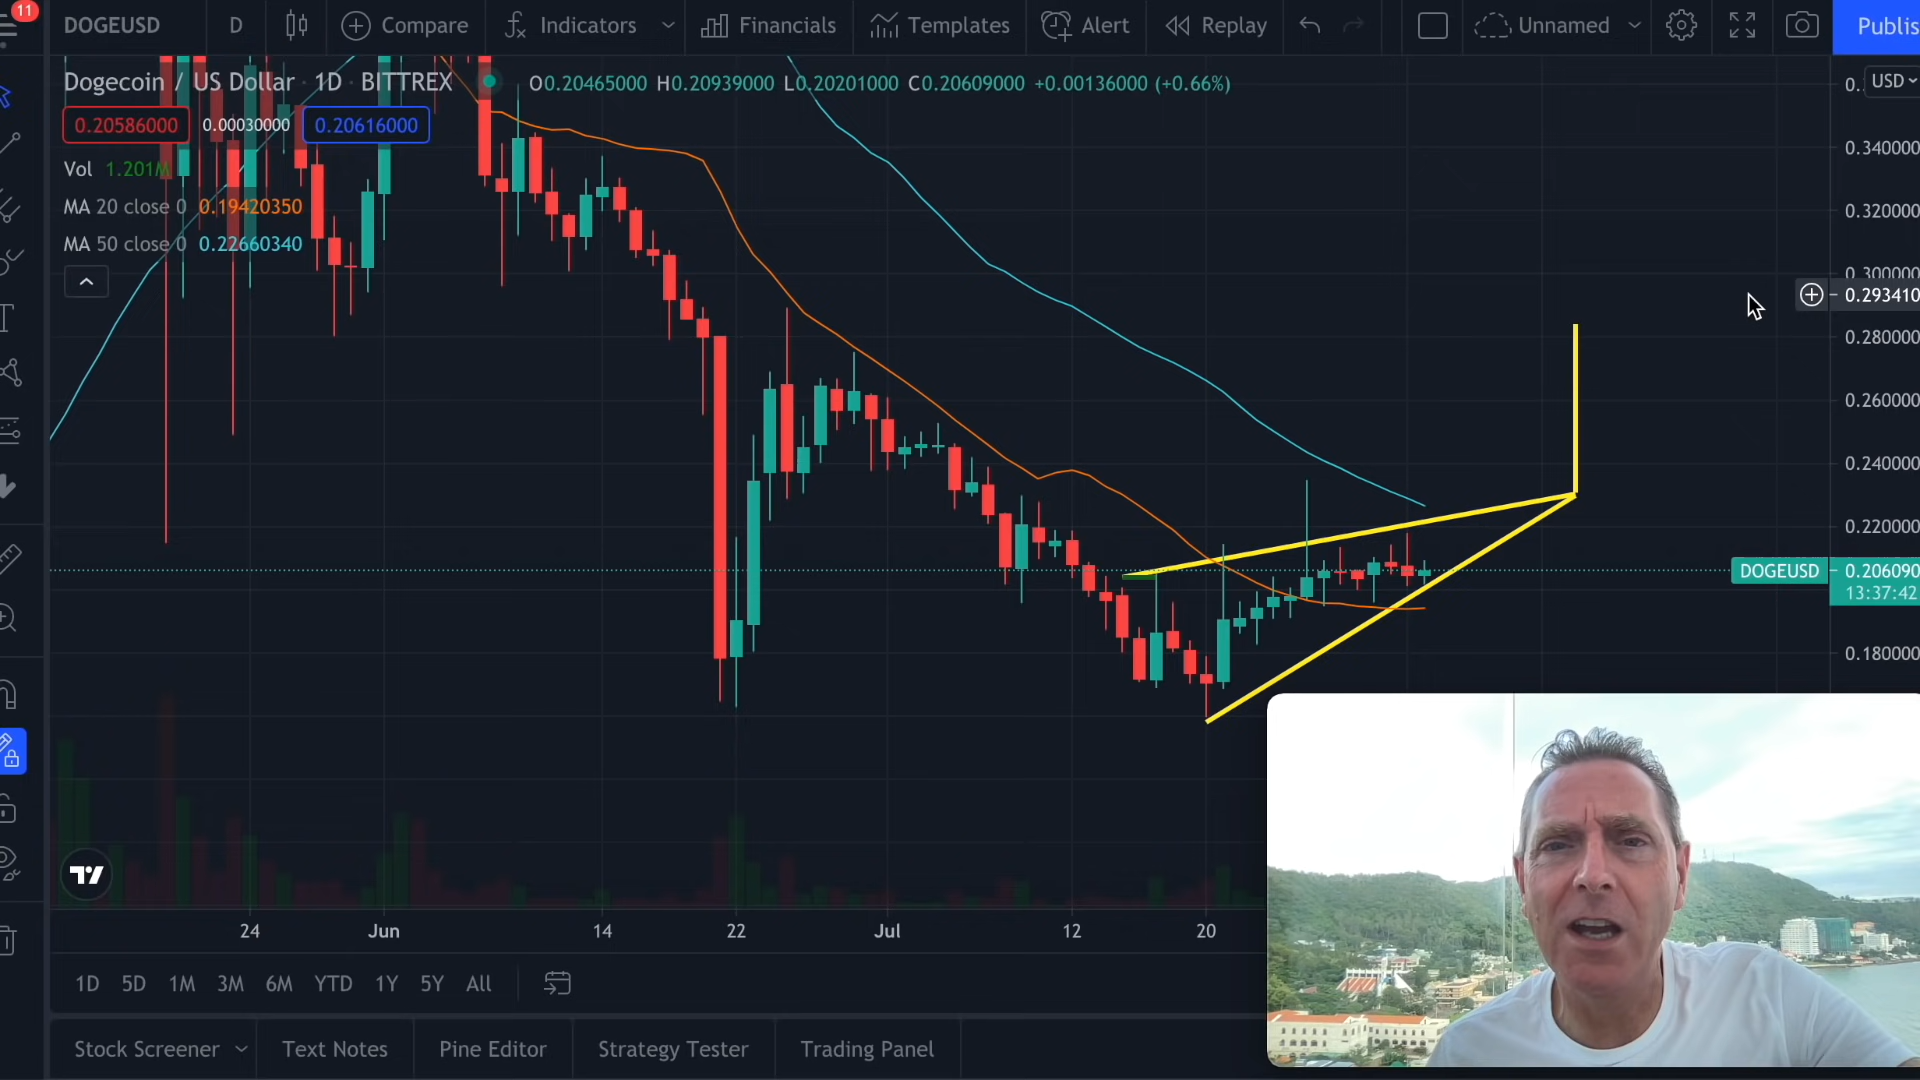 11
DOGEUSD D Compare Indicators Financials Templates Alert Replay Unnamed Publis
Dogecoin / US Dollar · 1D · BITTREX O0.20465000 H0.20939000 L0.20201000 C0.20609000 +0.00136000 (+0.66%)
0. USD
0.20586000 0.00030000 0.20616000
Vol 1.201M
MA 20 close 0 0.19420350
MA 50 close 0 0.22660340
0.340000
0.320000
0.300000
0.293410
0.280000
0.260000
0.240000
0.220000
DOGEUSD 0.206090
13:37:42
0.180000
24 Jun 14 22 Jul 12 20
1D 5D 1M 3M 6M YTD 1Y 5Y All
Stock Screener Text Notes Pine Editor Strategy Tester Trading Panel